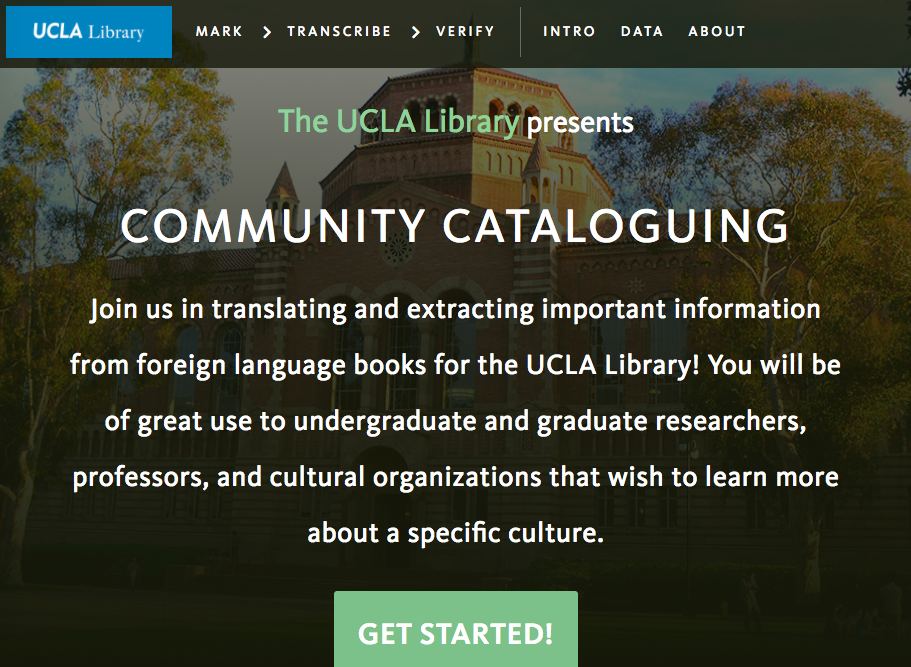 UCLA Library
MARK > TRANSCRIBE > VERIFY INTRO DATA ABOUT
The UCLA Library presents
COMMUNITY CATALOGUING
Join us in translating and extracting important information
from foreign language books for the UCLA Library! You will be
of great use to undergraduate and graduate researchers,
professors, and cultural organizations that wish to learn more
about a specific culture.
GET STARTED!